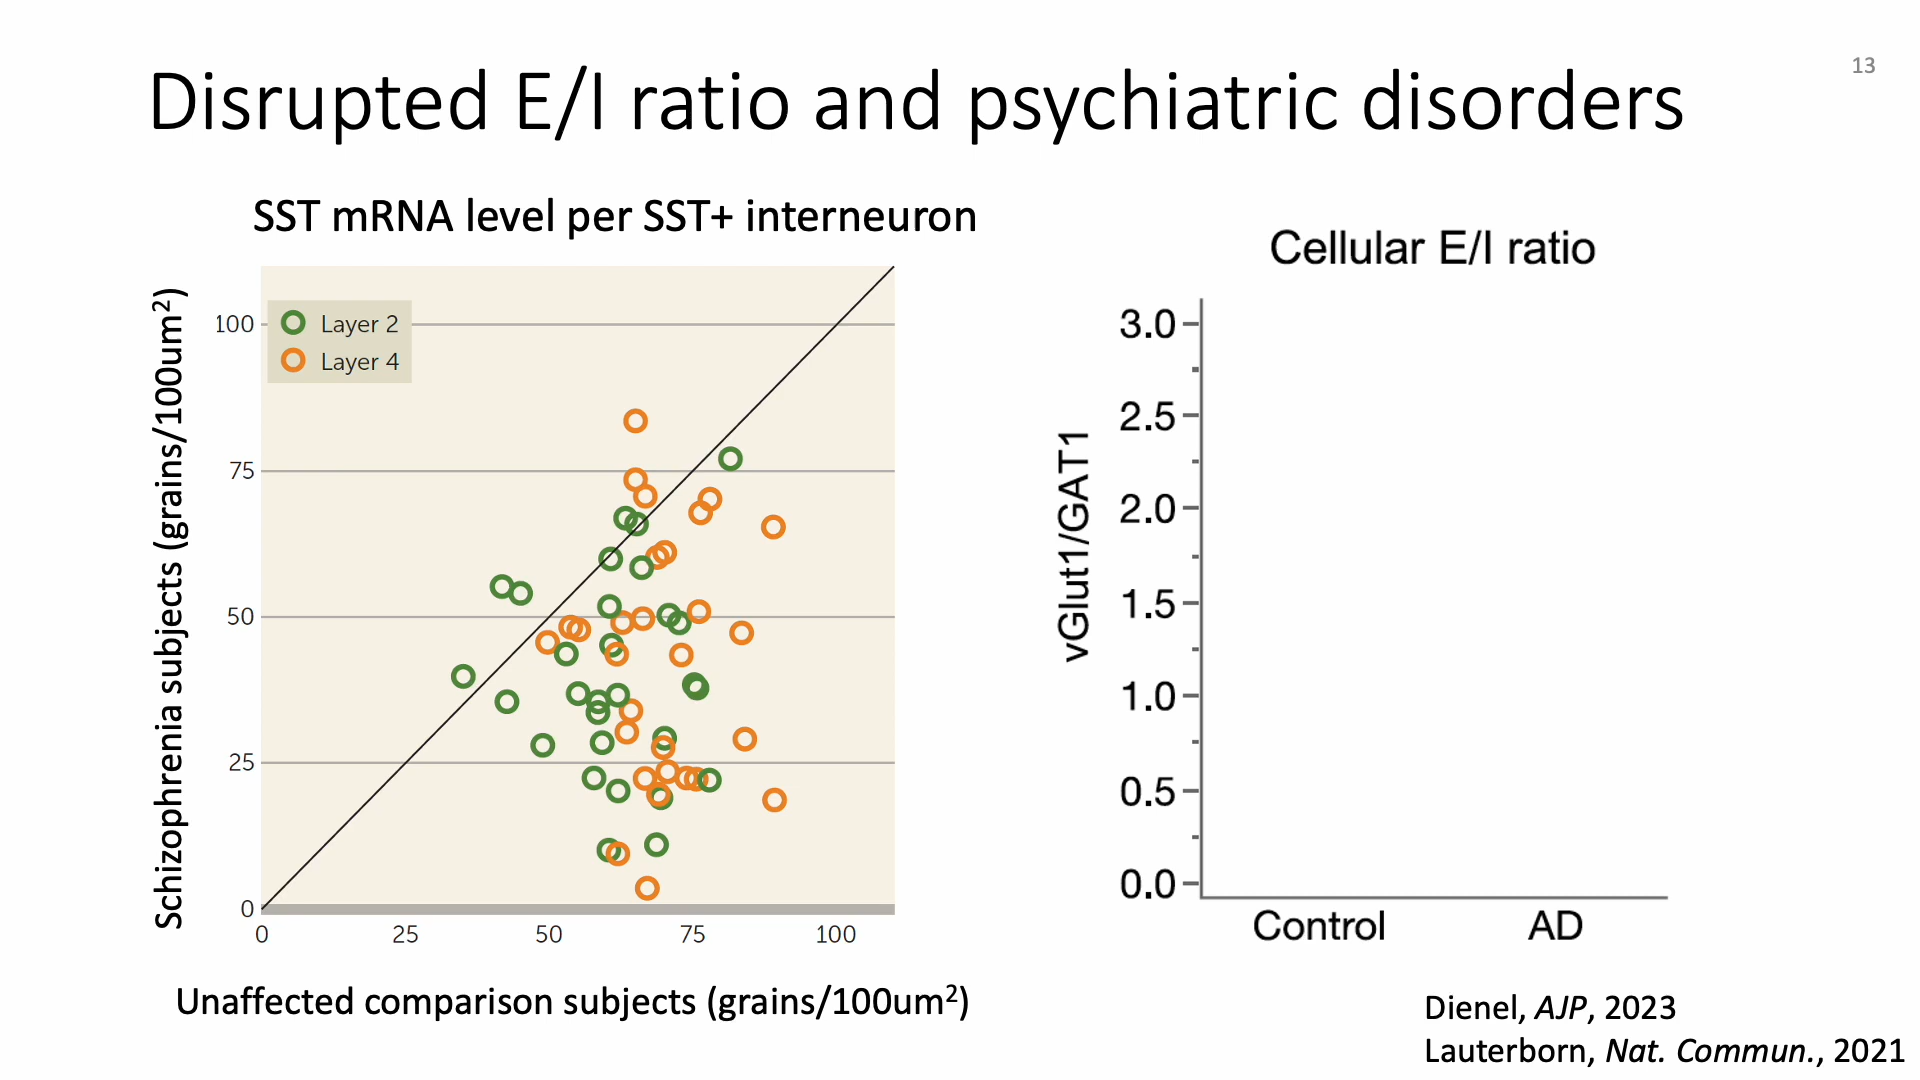 13
Disrupted E/I ratio and psychiatric disorders
SST mRNA level per SST+ interneuron
Schizophrenia subjects (grains/100um²)
Layer 2
Layer 4
100
75
50
25
0
0 25 50 75 100
Unaffected comparison subjects (grains/100um²)
Cellular E/I ratio
vGlut1/GAT1
3.0
2.5
2.0
1.5
1.0
0.5
0.0
Control AD
Dienel, AJP, 2023
Lauterborn, Nat. Commun., 2021